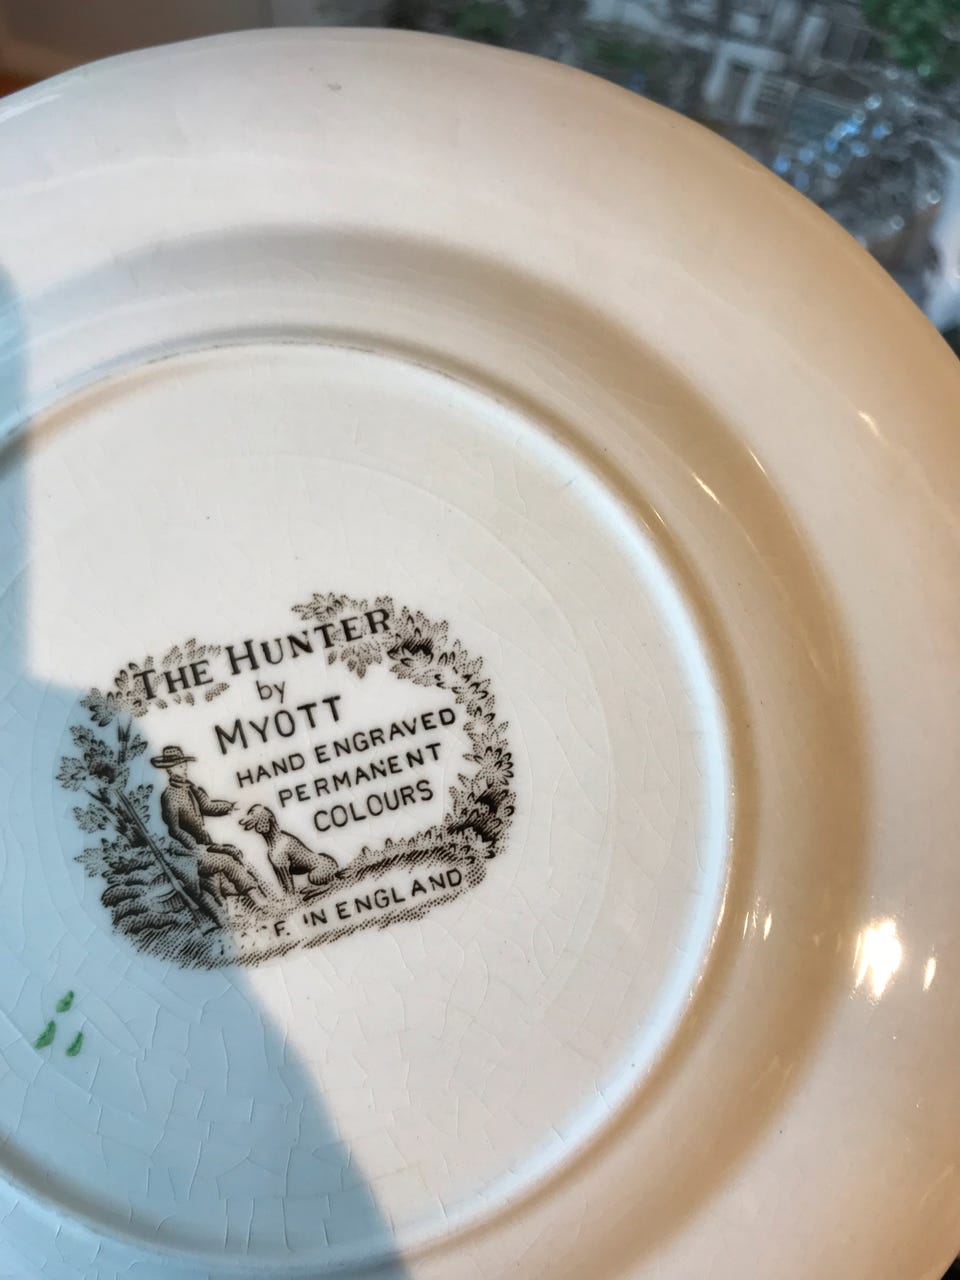 THE HUNTER
by
MYOTT
HAND ENGRAVED
PERMANENT
COLOURS
IN ENGLAND